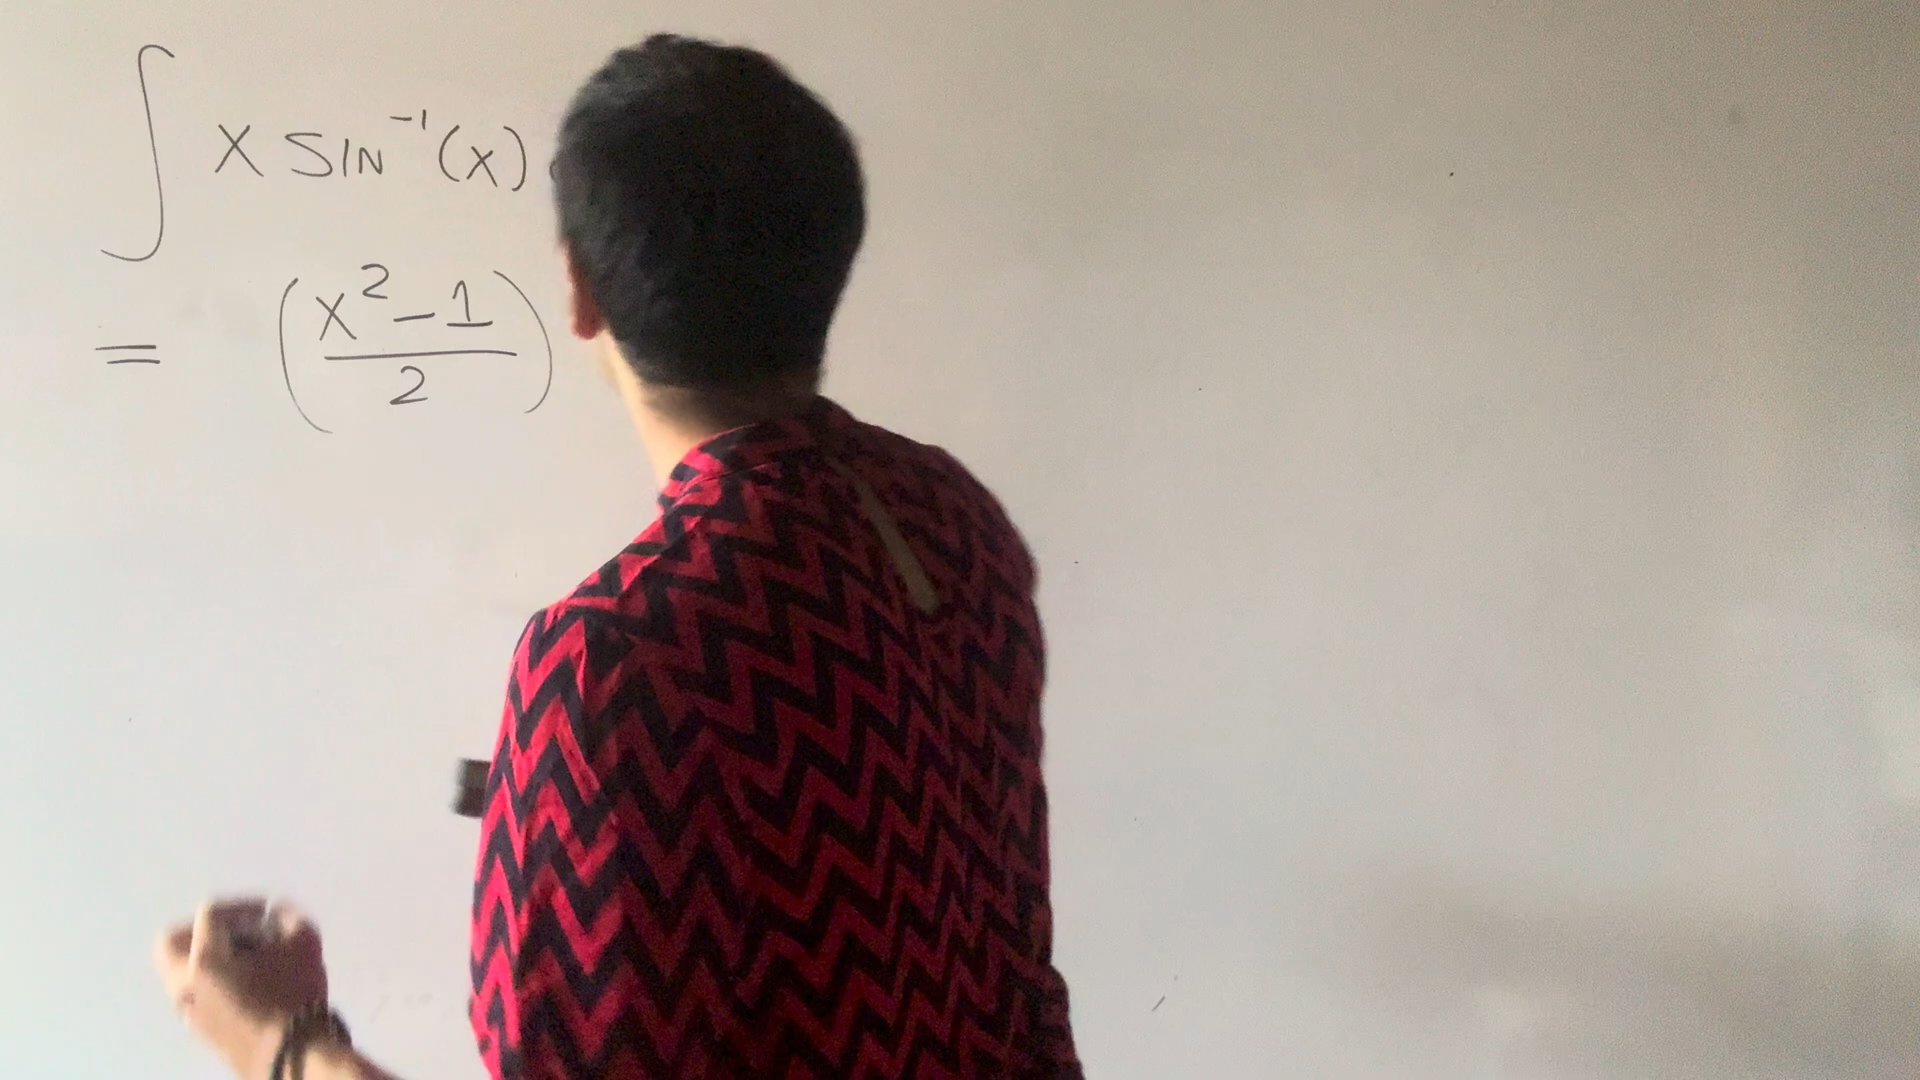 ∫ x SIN⁻¹(x)
= (x² - 1 / 2)